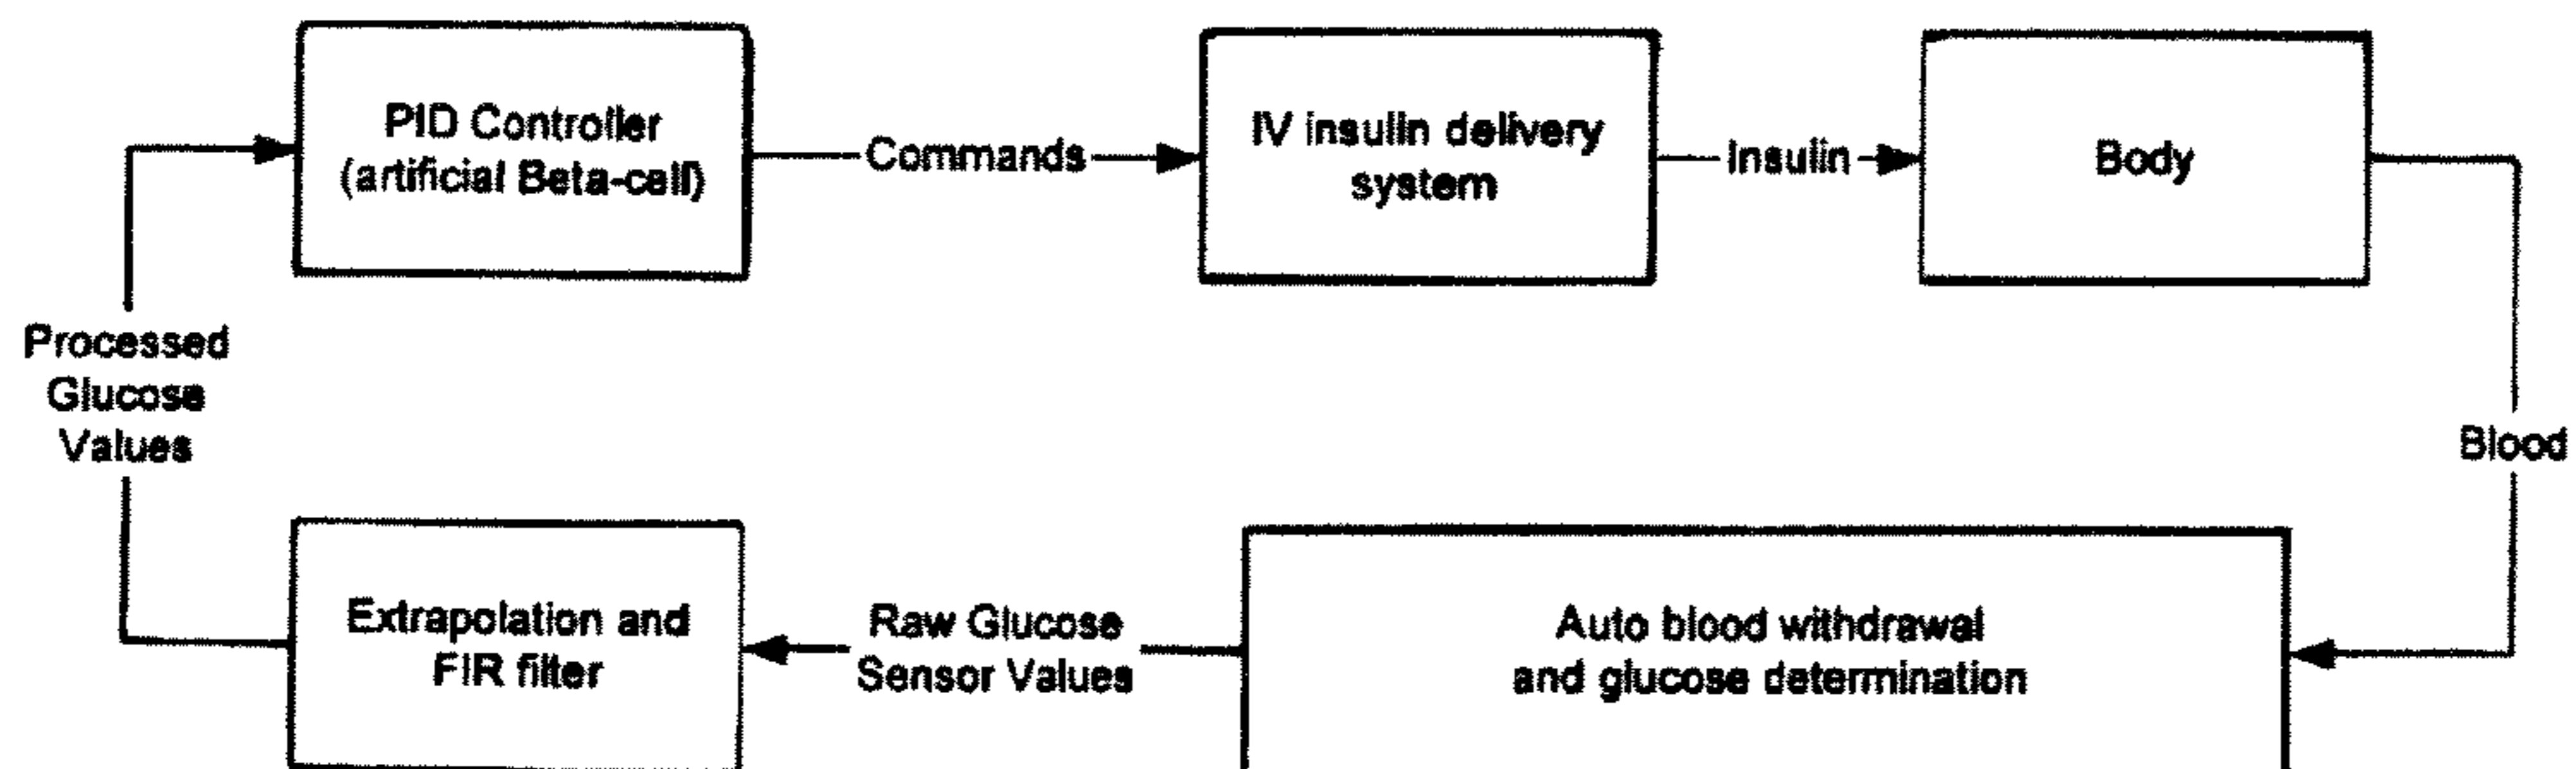 PID Controller
(artificial Beta-cell)
Commands
IV insulin delivery
system
Insulin
Body
Processed
Glucose
Values
Blood
Extrapolation and
FIR filter
Raw Glucose
Sensor Values
Auto blood withdrawal
and glucose determination